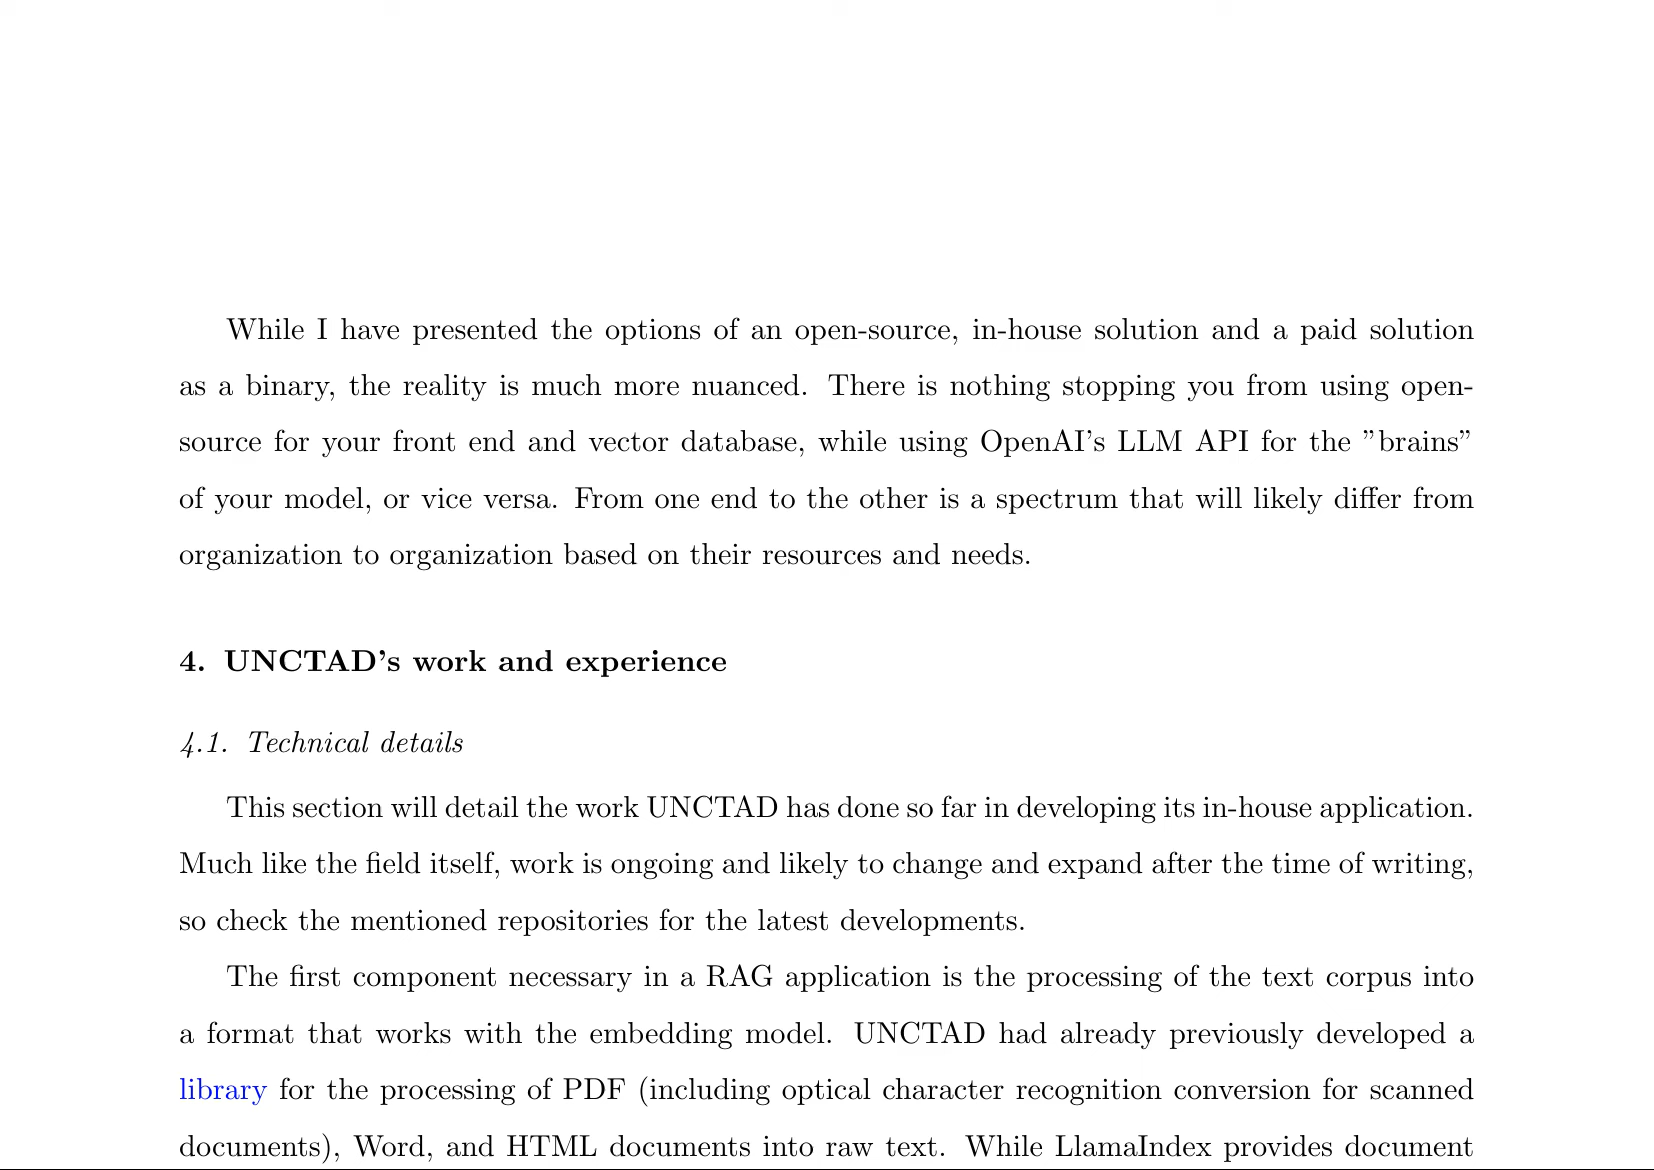 While I have presented the options of an open-source, in-house solution and a paid solution
as a binary, the reality is much more nuanced. There is nothing stopping you from using open-
source for your front end and vector database, while using OpenAI's LLM API for the ”brains”
of your model, or vice versa. From one end to the other is a spectrum that will likely differ from
organization to organization based on their resources and needs.
4. UNCTAD's work and experience
4.1. Technical details
This section will detail the work UNCTAD has done so far in developing its in-house application.
Much like the field itself, work is ongoing and likely to change and expand after the time of writing,
so check the mentioned repositories for the latest developments.
The first component necessary in a RAG application is the processing of the text corpus into
a format that works with the embedding model. UNCTAD had already previously developed a
library for the processing of PDF (including optical character recognition conversion for scanned
documents), Word, and HTML documents into raw text. While LlamaIndex provides document